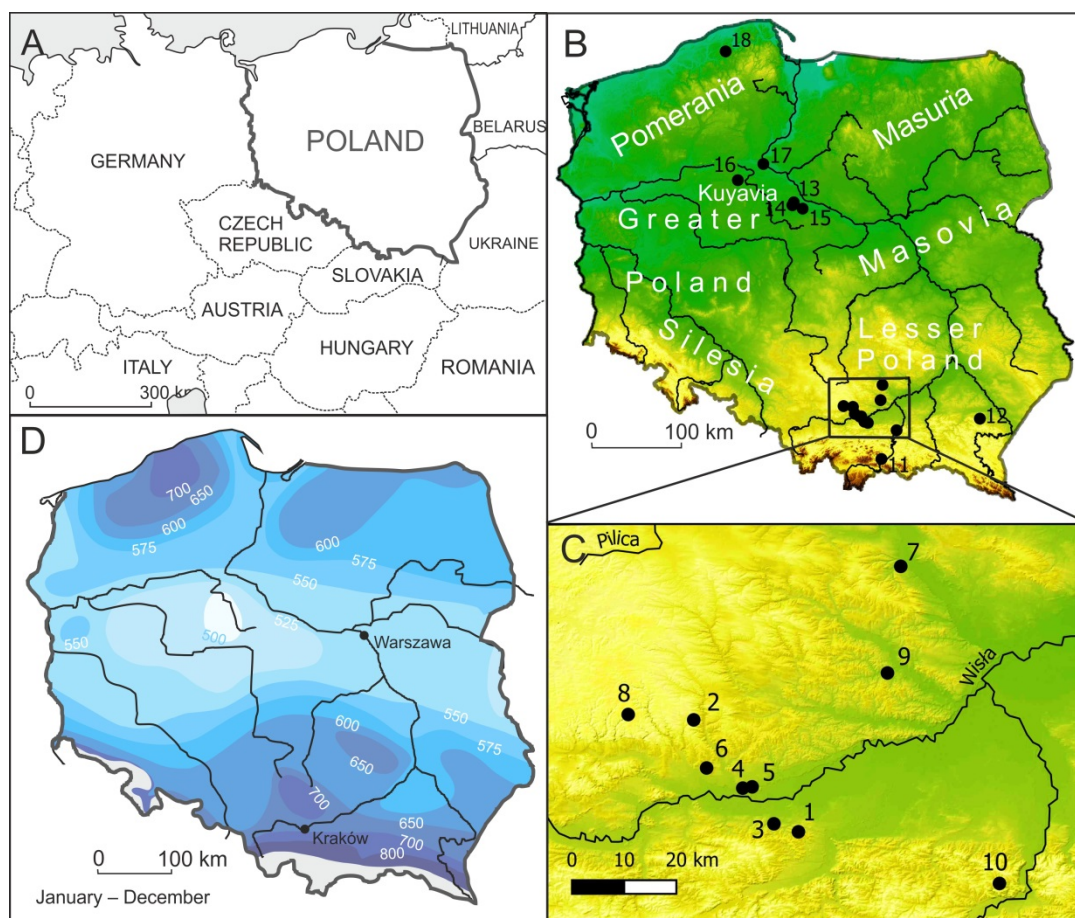 A
LITHUANIA
POLAND
BELARUS
GERMANY
CZECH
REPUBLIC
UKRAINE
SLOVAKIA
AUSTRIA
HUNGARY
ITALY
ROMANIA
0 300 km
B
18
Pomerania
Masuria
17
16
Kuyavia
13
14
15
Greater
Masovia
Poland
Silesia
Lesser
Poland
12
11
0 100 km
D
700
650
600
575
600
575
550
550
500
525
Warszawa
550
600
575
650
700
Kraków
650
700
800
0 100 km
January – December
C
Pilica
7
9
Wisła
8
2
6
4
5
3
1
10
0 10 20 km